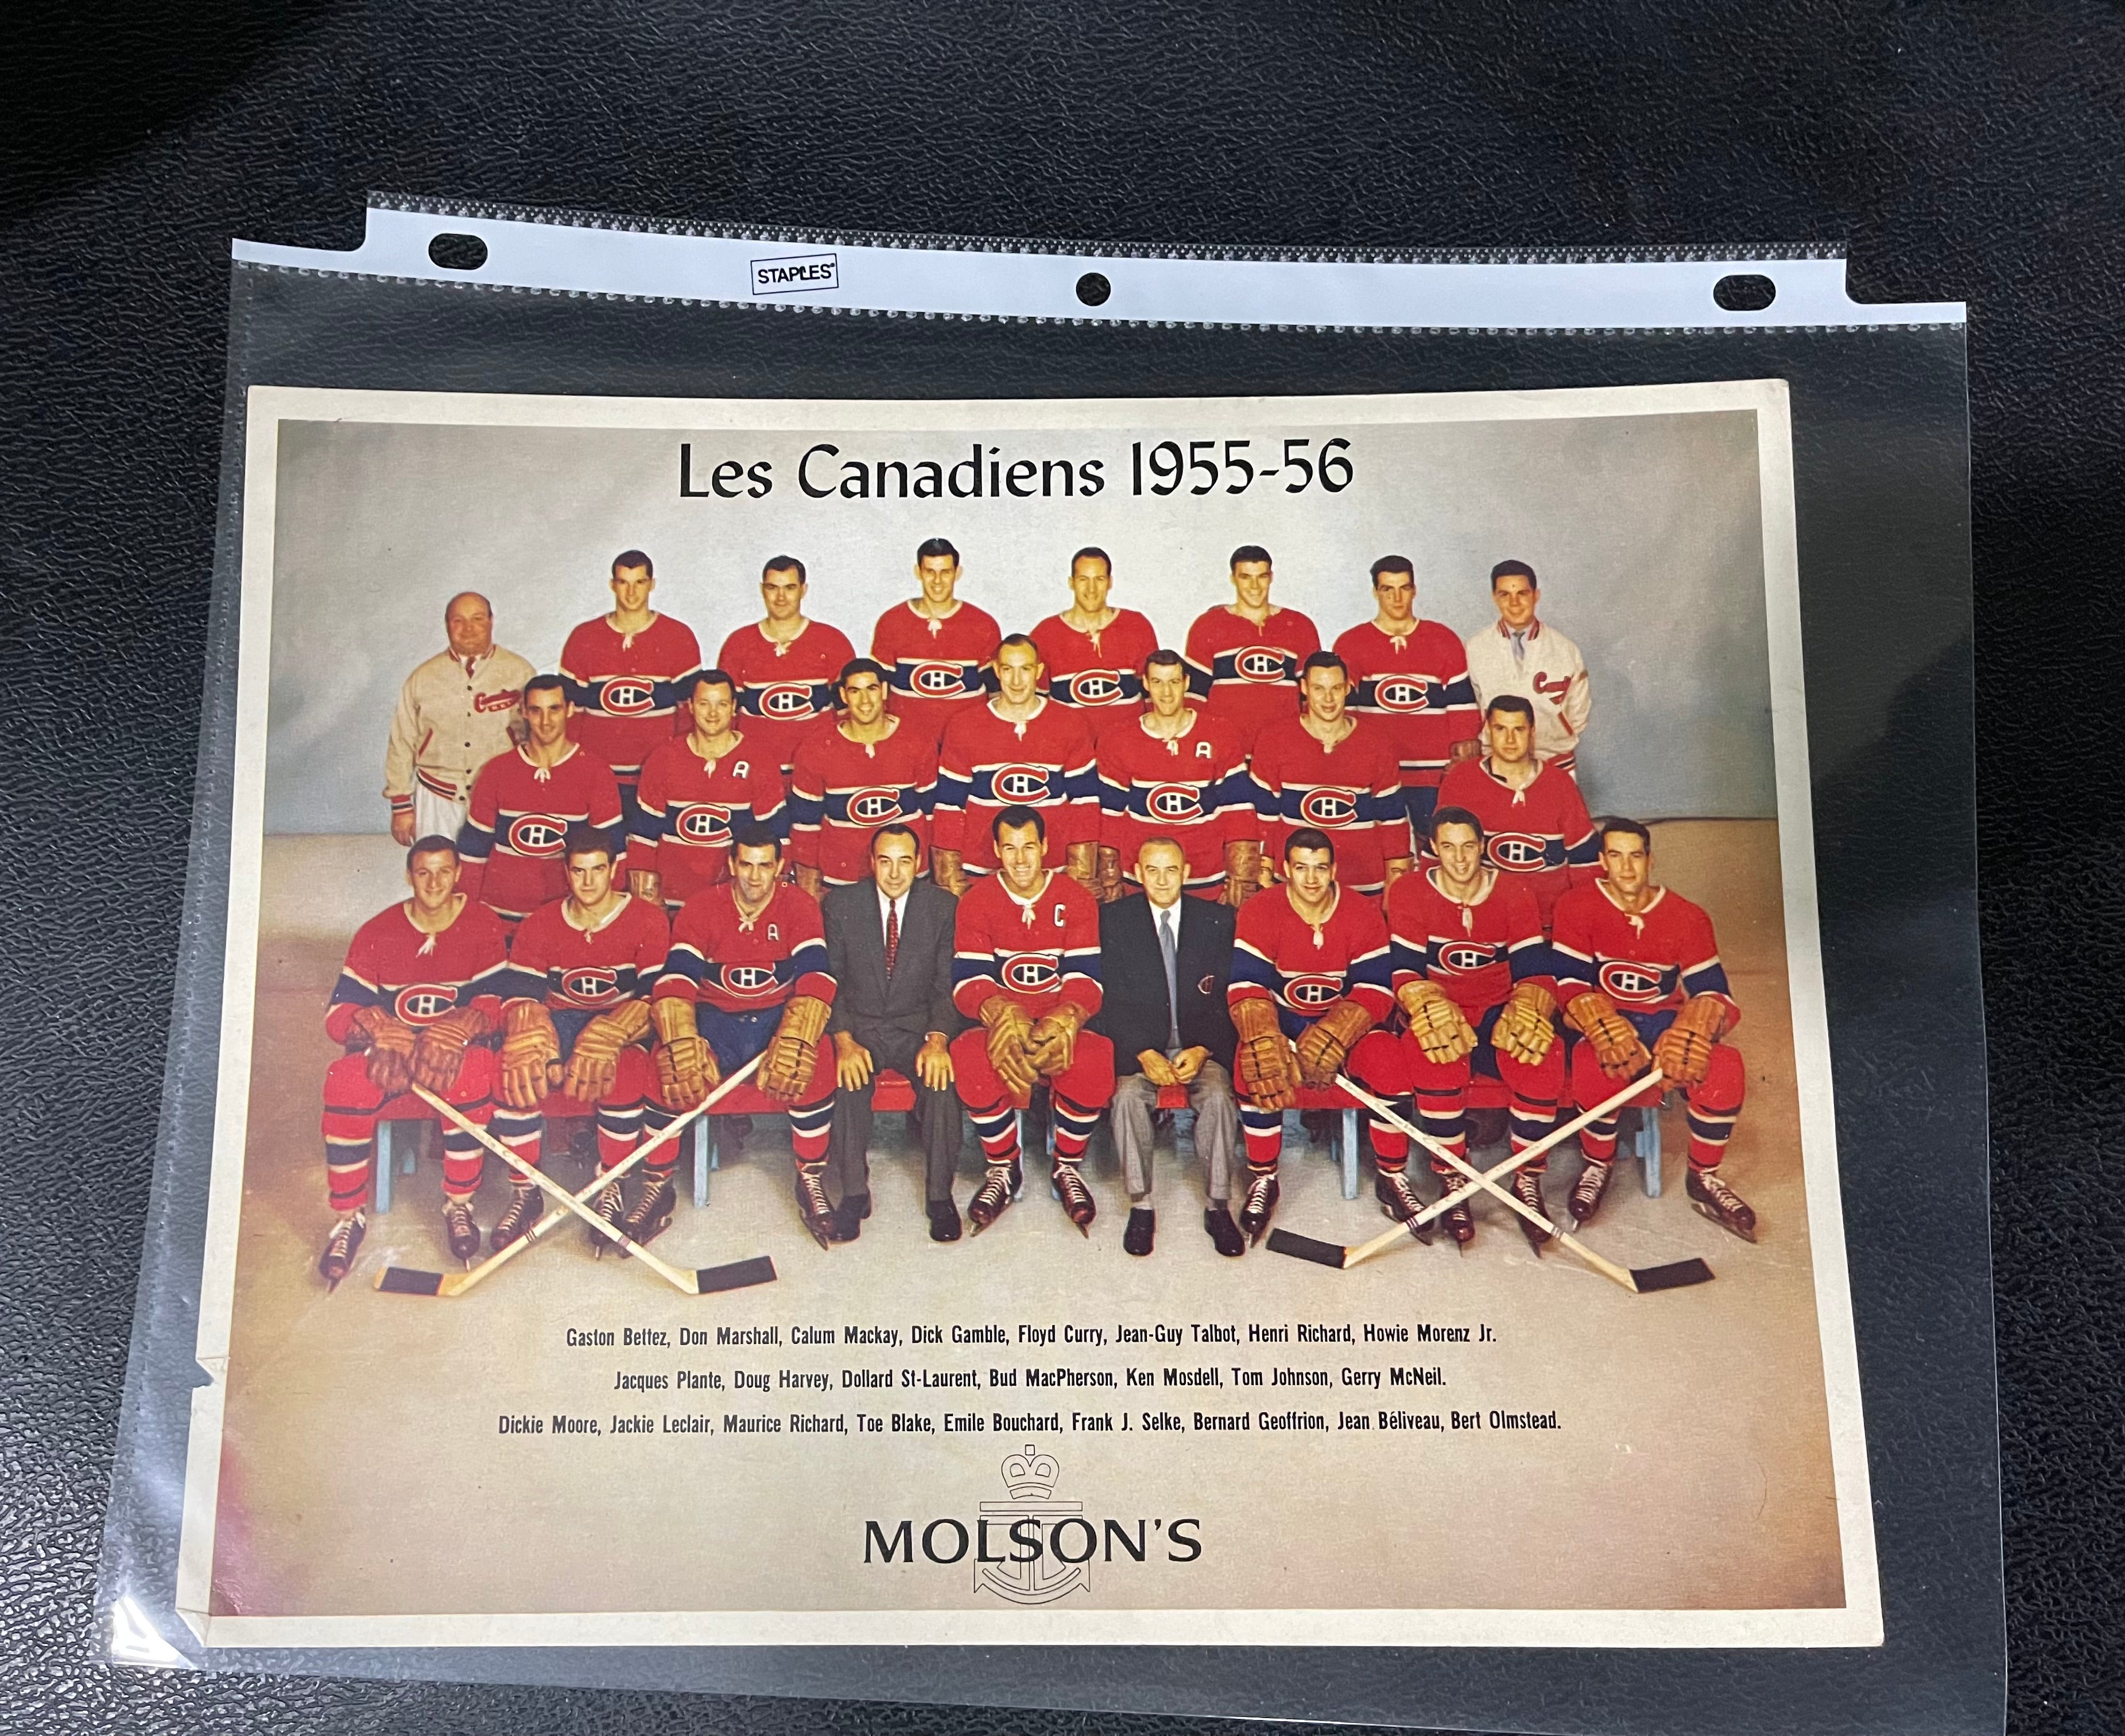 STAPLES®
Les Canadiens 1955-56
A
A
A
C
Gaston Bettez, Don Marshall, Calum Mackay, Dick Gamble, Floyd Curry, Jean-Guy Talbot, Henri Richard, Howie Morenz Jr.
Jacques Plante, Doug Harvey, Dollard St-Laurent, Bud MacPherson, Ken Mosdell, Tom Johnson, Gerry McNeil.
Dickie Moore, Jackie Leclair, Maurice Richard, Toe Blake, Emile Bouchard, Frank J. Selke, Bernard Geoffrion, Jean Béliveau, Bert Olmstead.
MOLSON'S